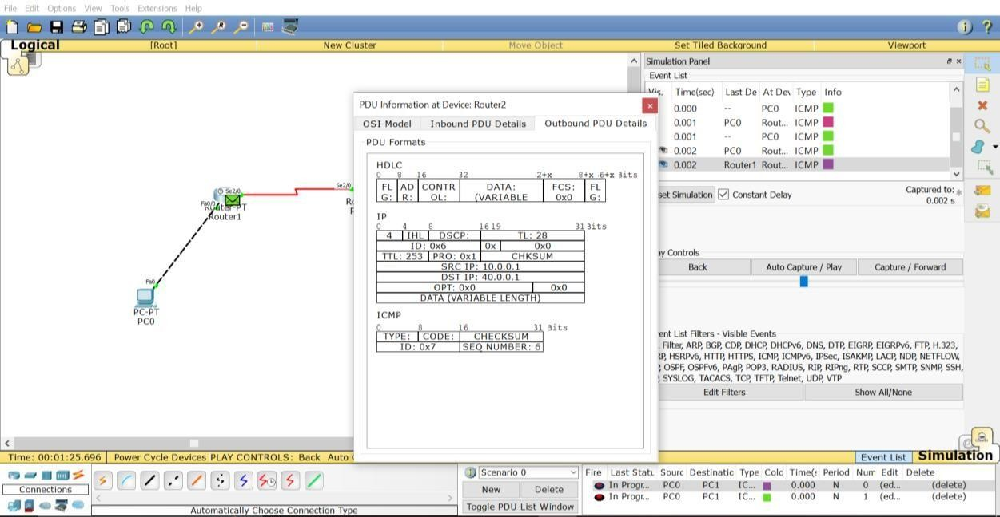 File Edit Options View Tools Extensions Help
Logical [Root] New Cluster Move Object Set Tiled Background Viewport
Simulation Panel
Event List
Vis. Time(sec) Last De At Dev Type Info
0.000 -- PC0 ICMP
0.001 PC0 Rout... ICMP
0.001 -- PC0 ICMP
0.002 PC0 Rout... ICMP
0.002 Router1 Rout... ICMP
set Simulation Constant Delay Captured to: *
0.002 s
ay Controls
Back Auto Capture / Play Capture / Forward
ent List Filters - Visible Events
Filter, ARP, BGP, CDP, DHCP, DHCPv6, DNS, DTP, EIGRP, EIGRPv6, FTP, H.323,
RP, HSRPv6, HTTP, HTTPS, ICMP, ICMPv6, IPSec, ISAKMP, LACP, NDP, NETFLOW,
, OSPF, OSPFv6, PAgP, POP3, RADIUS, RIP, RIPng, RTP, SCCP, SMTP, SNMP, SSH,
, SYSLOG, TACACS, TCP, TFTP, Telnet, UDP, VTP
Edit Filters Show All/None
PDU Information at Device: Router2
OSI Model Inbound PDU Details Outbound PDU Details
PDU Formats
HDLC
0 8 16 32 2+x 8+x 6+x Bits
FL AD CONTR DATA: FCS: FL
G: R: OL: (VARIABLE 0x0 G:
IP
0 4 8 16 19 31 Bits
4 IHL DSCP: TL: 28
ID: 0x6 0x 0x0
TTL: 253 PRO: 0x1 CHKSUM
SRC IP: 10.0.0.1
DST IP: 40.0.0.1
OPT: 0x0 0x0
DATA (VARIABLE LENGTH)
ICMP
0 8 16 31 Bits
TYPE: CODE: CHECKSUM
ID: 0x7 SEQ NUMBER: 6
Se2/0 Se2/0
Fa0/0 Router-PT
Router1
Fa0
PC-PT
PC0
Time: 00:01:25.696 Power Cycle Devices PLAY CONTROLS: Back Auto Event List Simulation
Connections
Automatically Choose Connection Type
Scenario 0
New Delete
Toggle PDU List Window
Fire Last Statu Sourc Destinatic Type Colo Time(s Period Num Edit Delete
In Progr... PC0 PC1 IC... 0.000 N 0 (ed... (delete)
In Progr... PC0 PC1 IC... 0.000 N 1 (ed... (delete)